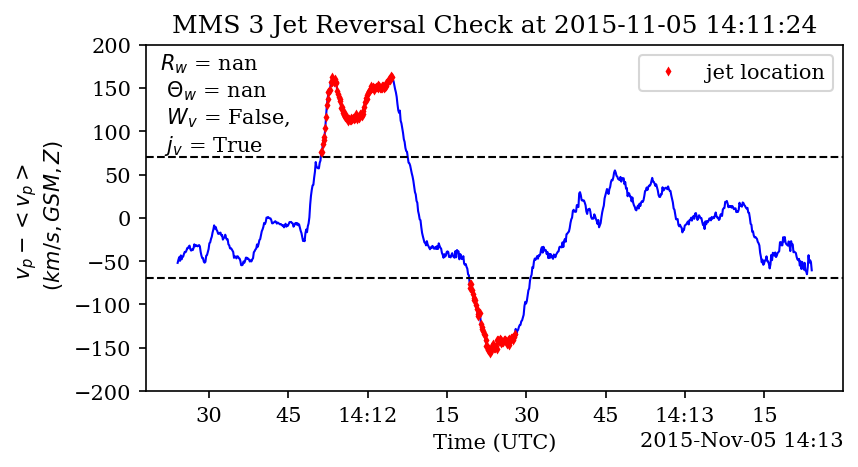 MMS 3 Jet Reversal Check at 2015-11-05 14:11:24
R_w = nan
Θ_w = nan
W_v = False,
j_v = True
jet location
v_p − < v_p >
(km/s, GSM, Z)
200
150
100
50
0
−50
−100
−150
−200
30 45 14:12 15 30 45 14:13 15
Time (UTC)
2015-Nov-05 14:13